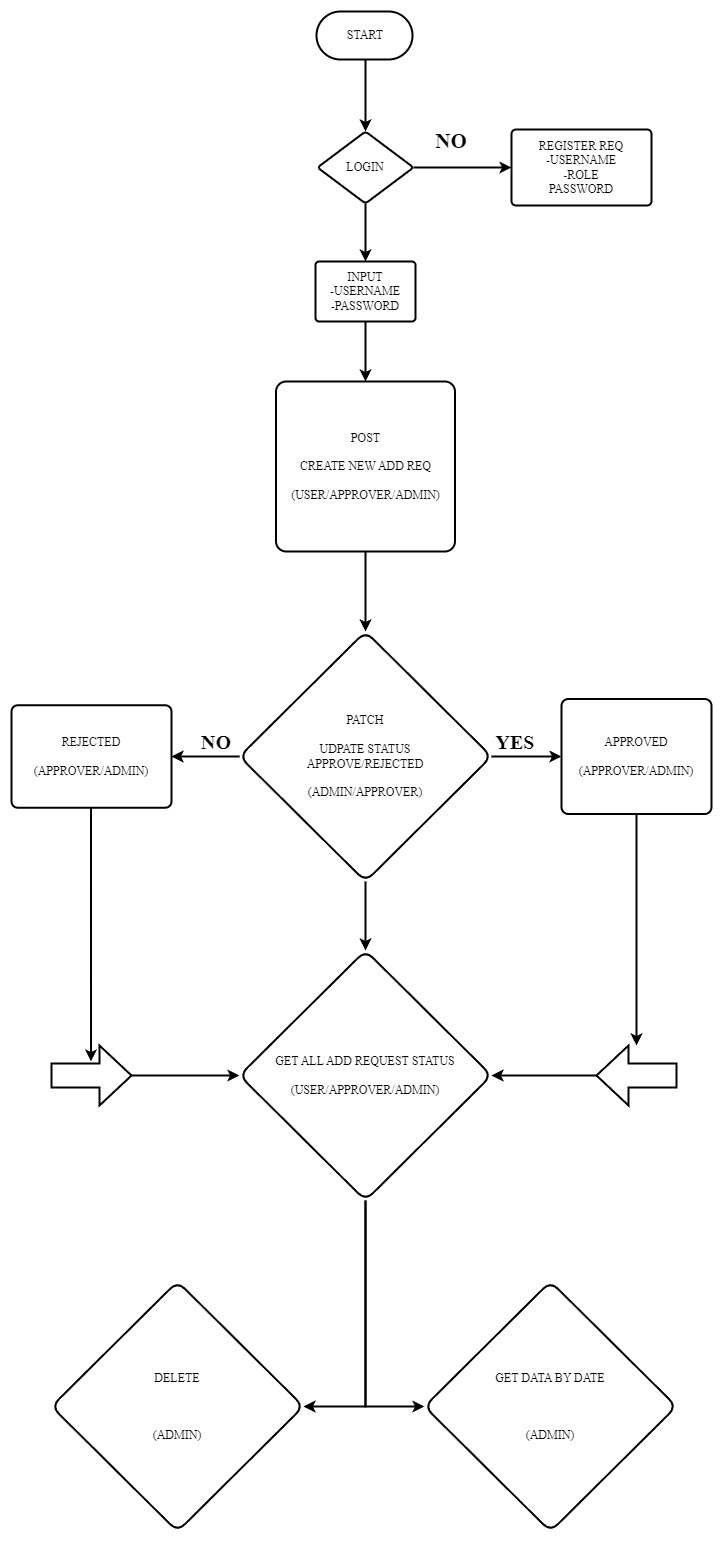 START
LOGIN
NO
REGISTER REQ
-USERNAME
-ROLE
PASSWORD
INPUT
-USERNAME
-PASSWORD
POST
CREATE NEW ADD REQ
(USER/APPROVER/ADMIN)
PATCH
UDPATE STATUS
APPROVE/REJECTED
(ADMIN/APPROVER)
NO
REJECTED
(APPROVER/ADMIN)
YES
APPROVED
(APPROVER/ADMIN)
GET ALL ADD REQUEST STATUS
(USER/APPROVER/ADMIN)
DELETE
(ADMIN)
GET DATA BY DATE
(ADMIN)